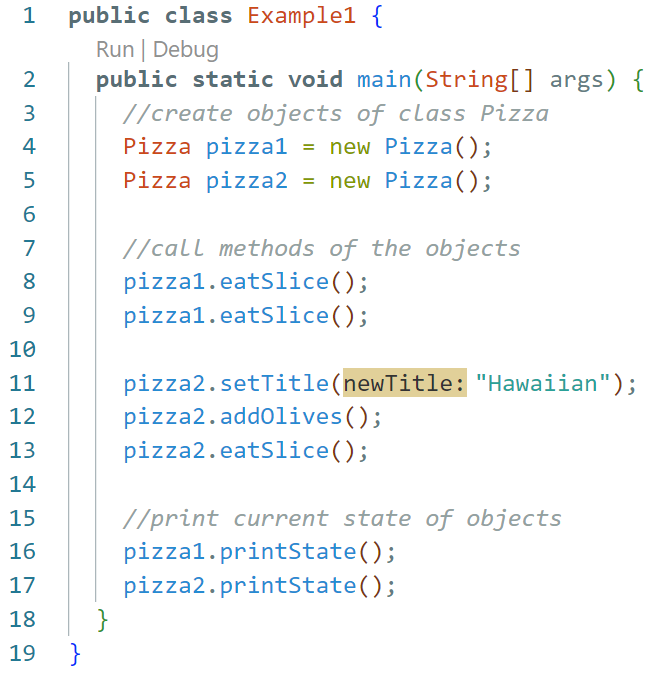 1 public class Example1 {
Run | Debug
2 public static void main(String[] args) {
3 //create objects of class Pizza
4 Pizza pizza1 = new Pizza();
5 Pizza pizza2 = new Pizza();
6
7 //call methods of the objects
8 pizza1.eatSlice();
9 pizza1.eatSlice();
10
11 pizza2.setTitle(newTitle: "Hawaiian");
12 pizza2.addOlives();
13 pizza2.eatSlice();
14
15 //print current state of objects
16 pizza1.printState();
17 pizza2.printState();
18 }
19 }